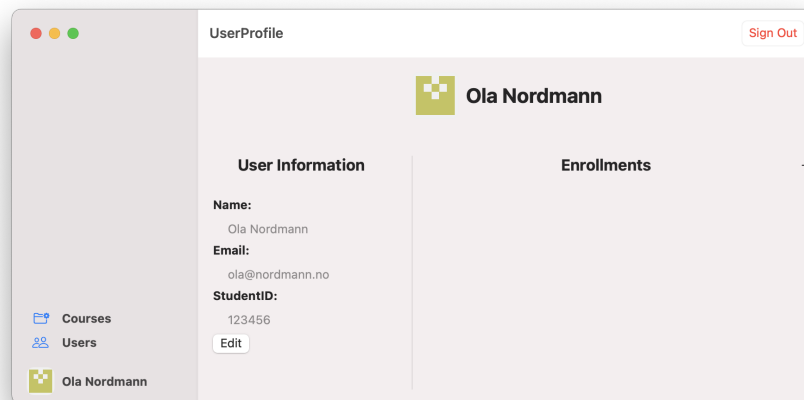 UserProfile
Sign Out
Ola Nordmann
User Information
Enrollments
Name:
Ola Nordmann
Email:
ola@nordmann.no
StudentID:
123456
Edit
Courses
Users
Ola Nordmann